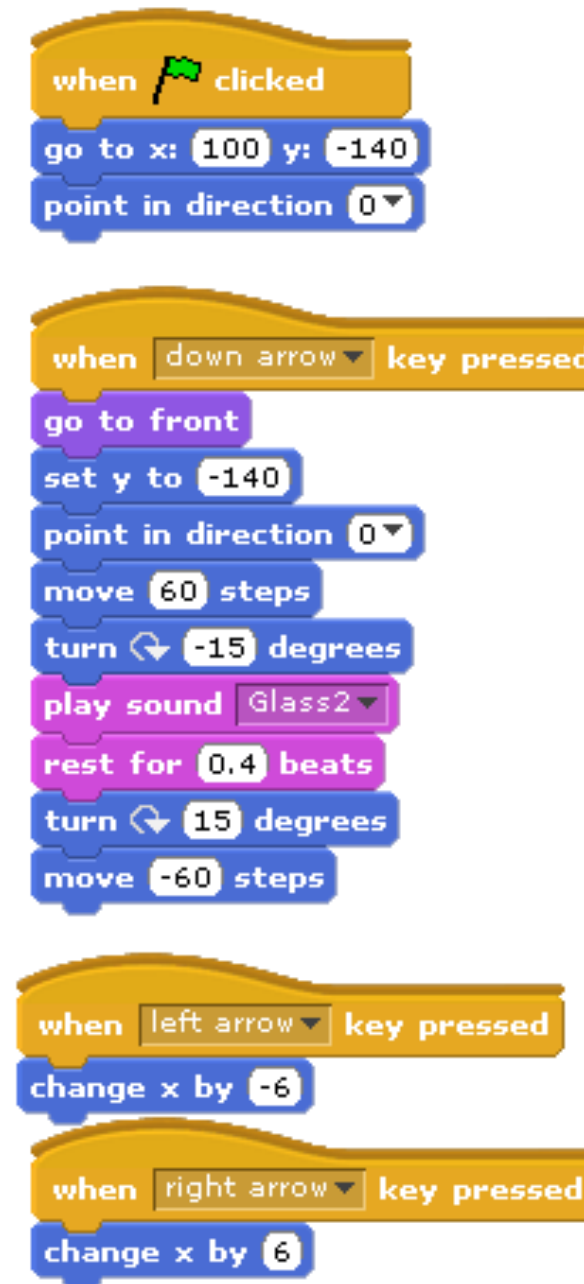 when clicked
go to x: 100 y: -140
point in direction 0
when down arrow key pressed
go to front
set y to -140
point in direction 0
move 60 steps
turn -15 degrees
play sound Glass2
rest for 0.4 beats
turn 15 degrees
move -60 steps
when left arrow key pressed
change x by -6
when right arrow key pressed
change x by 6